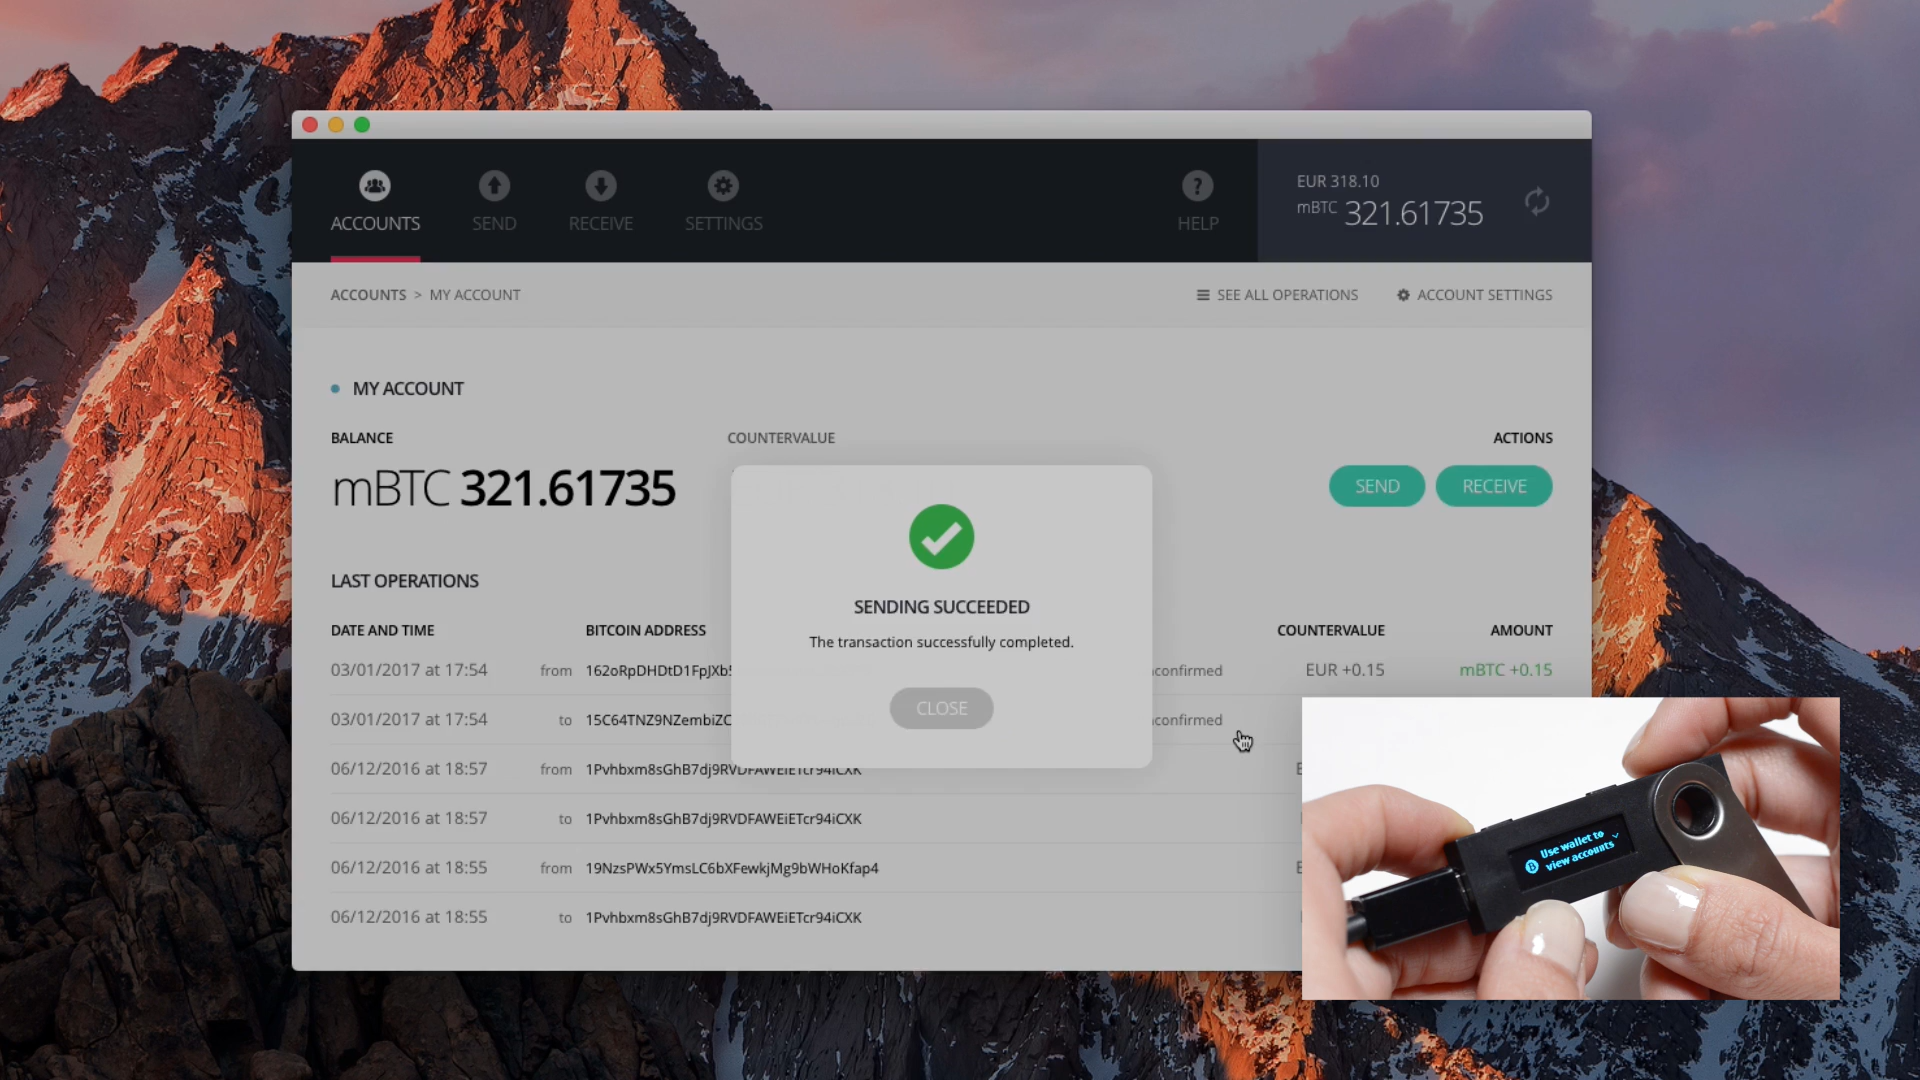 EUR 318.10
mBTC 321.61735
ACCOUNTS
SEND
RECEIVE
SETTINGS
HELP
ACCOUNTS > MY ACCOUNT
SEE ALL OPERATIONS
ACCOUNT SETTINGS
MY ACCOUNT
BALANCE
COUNTERVALUE
ACTIONS
mBTC 321.61735
SEND
RECEIVE
SENDING SUCCEEDED
The transaction successfully completed.
CLOSE
LAST OPERATIONS
DATE AND TIME BITCOIN ADDRESS COUNTERVALUE AMOUNT
03/01/2017 at 17:54 from 162oRpDHDtD1FpJXb nconfirmed EUR +0.15 mBTC +0.15
03/01/2017 at 17:54 to 15C64TNZ9NZembiZC nconfirmed
06/12/2016 at 18:57 from 1Pvhbxm8sGhB7dj9RVDFAWEiETcr94iCXK
06/12/2016 at 18:57 to 1Pvhbxm8sGhB7dj9RVDFAWEiETcr94iCXK
06/12/2016 at 18:55 from 19NzsPWx5YmsLC6bXFewkjMg9bWHoKfap4
06/12/2016 at 18:55 to 1Pvhbxm8sGhB7dj9RVDFAWEiETcr94iCXK
Use wallet to
view accounts